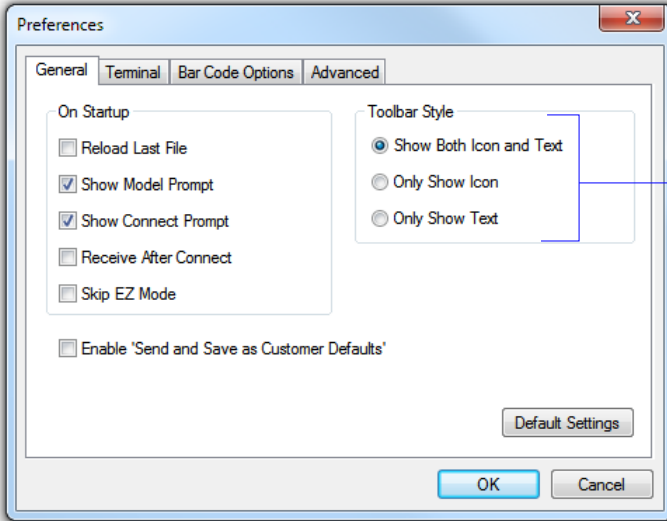 Preferences
General Terminal Bar Code Options Advanced
On Startup
Reload Last File
Show Model Prompt
Show Connect Prompt
Receive After Connect
Skip EZ Mode
Toolbar Style
Show Both Icon and Text
Only Show Icon
Only Show Text
Enable 'Send and Save as Customer Defaults'
Default Settings
OK Cancel